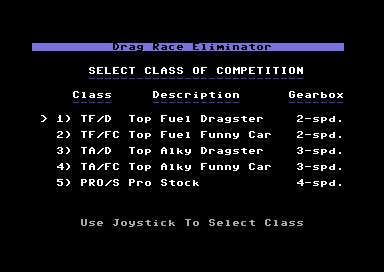 Drag Race Eliminator
SELECT CLASS OF COMPETITION
Class Description Gearbox
> 1) TF/D Top Fuel Dragster 2-spd.
2) TF/FC Top Fuel Funny Car 2-spd.
3) TA/D Top Alky Dragster 3-spd.
4) TA/FC Top Alky Funny Car 3-spd.
5) PRO/S Pro Stock 4-spd.
Use Joystick To Select Class